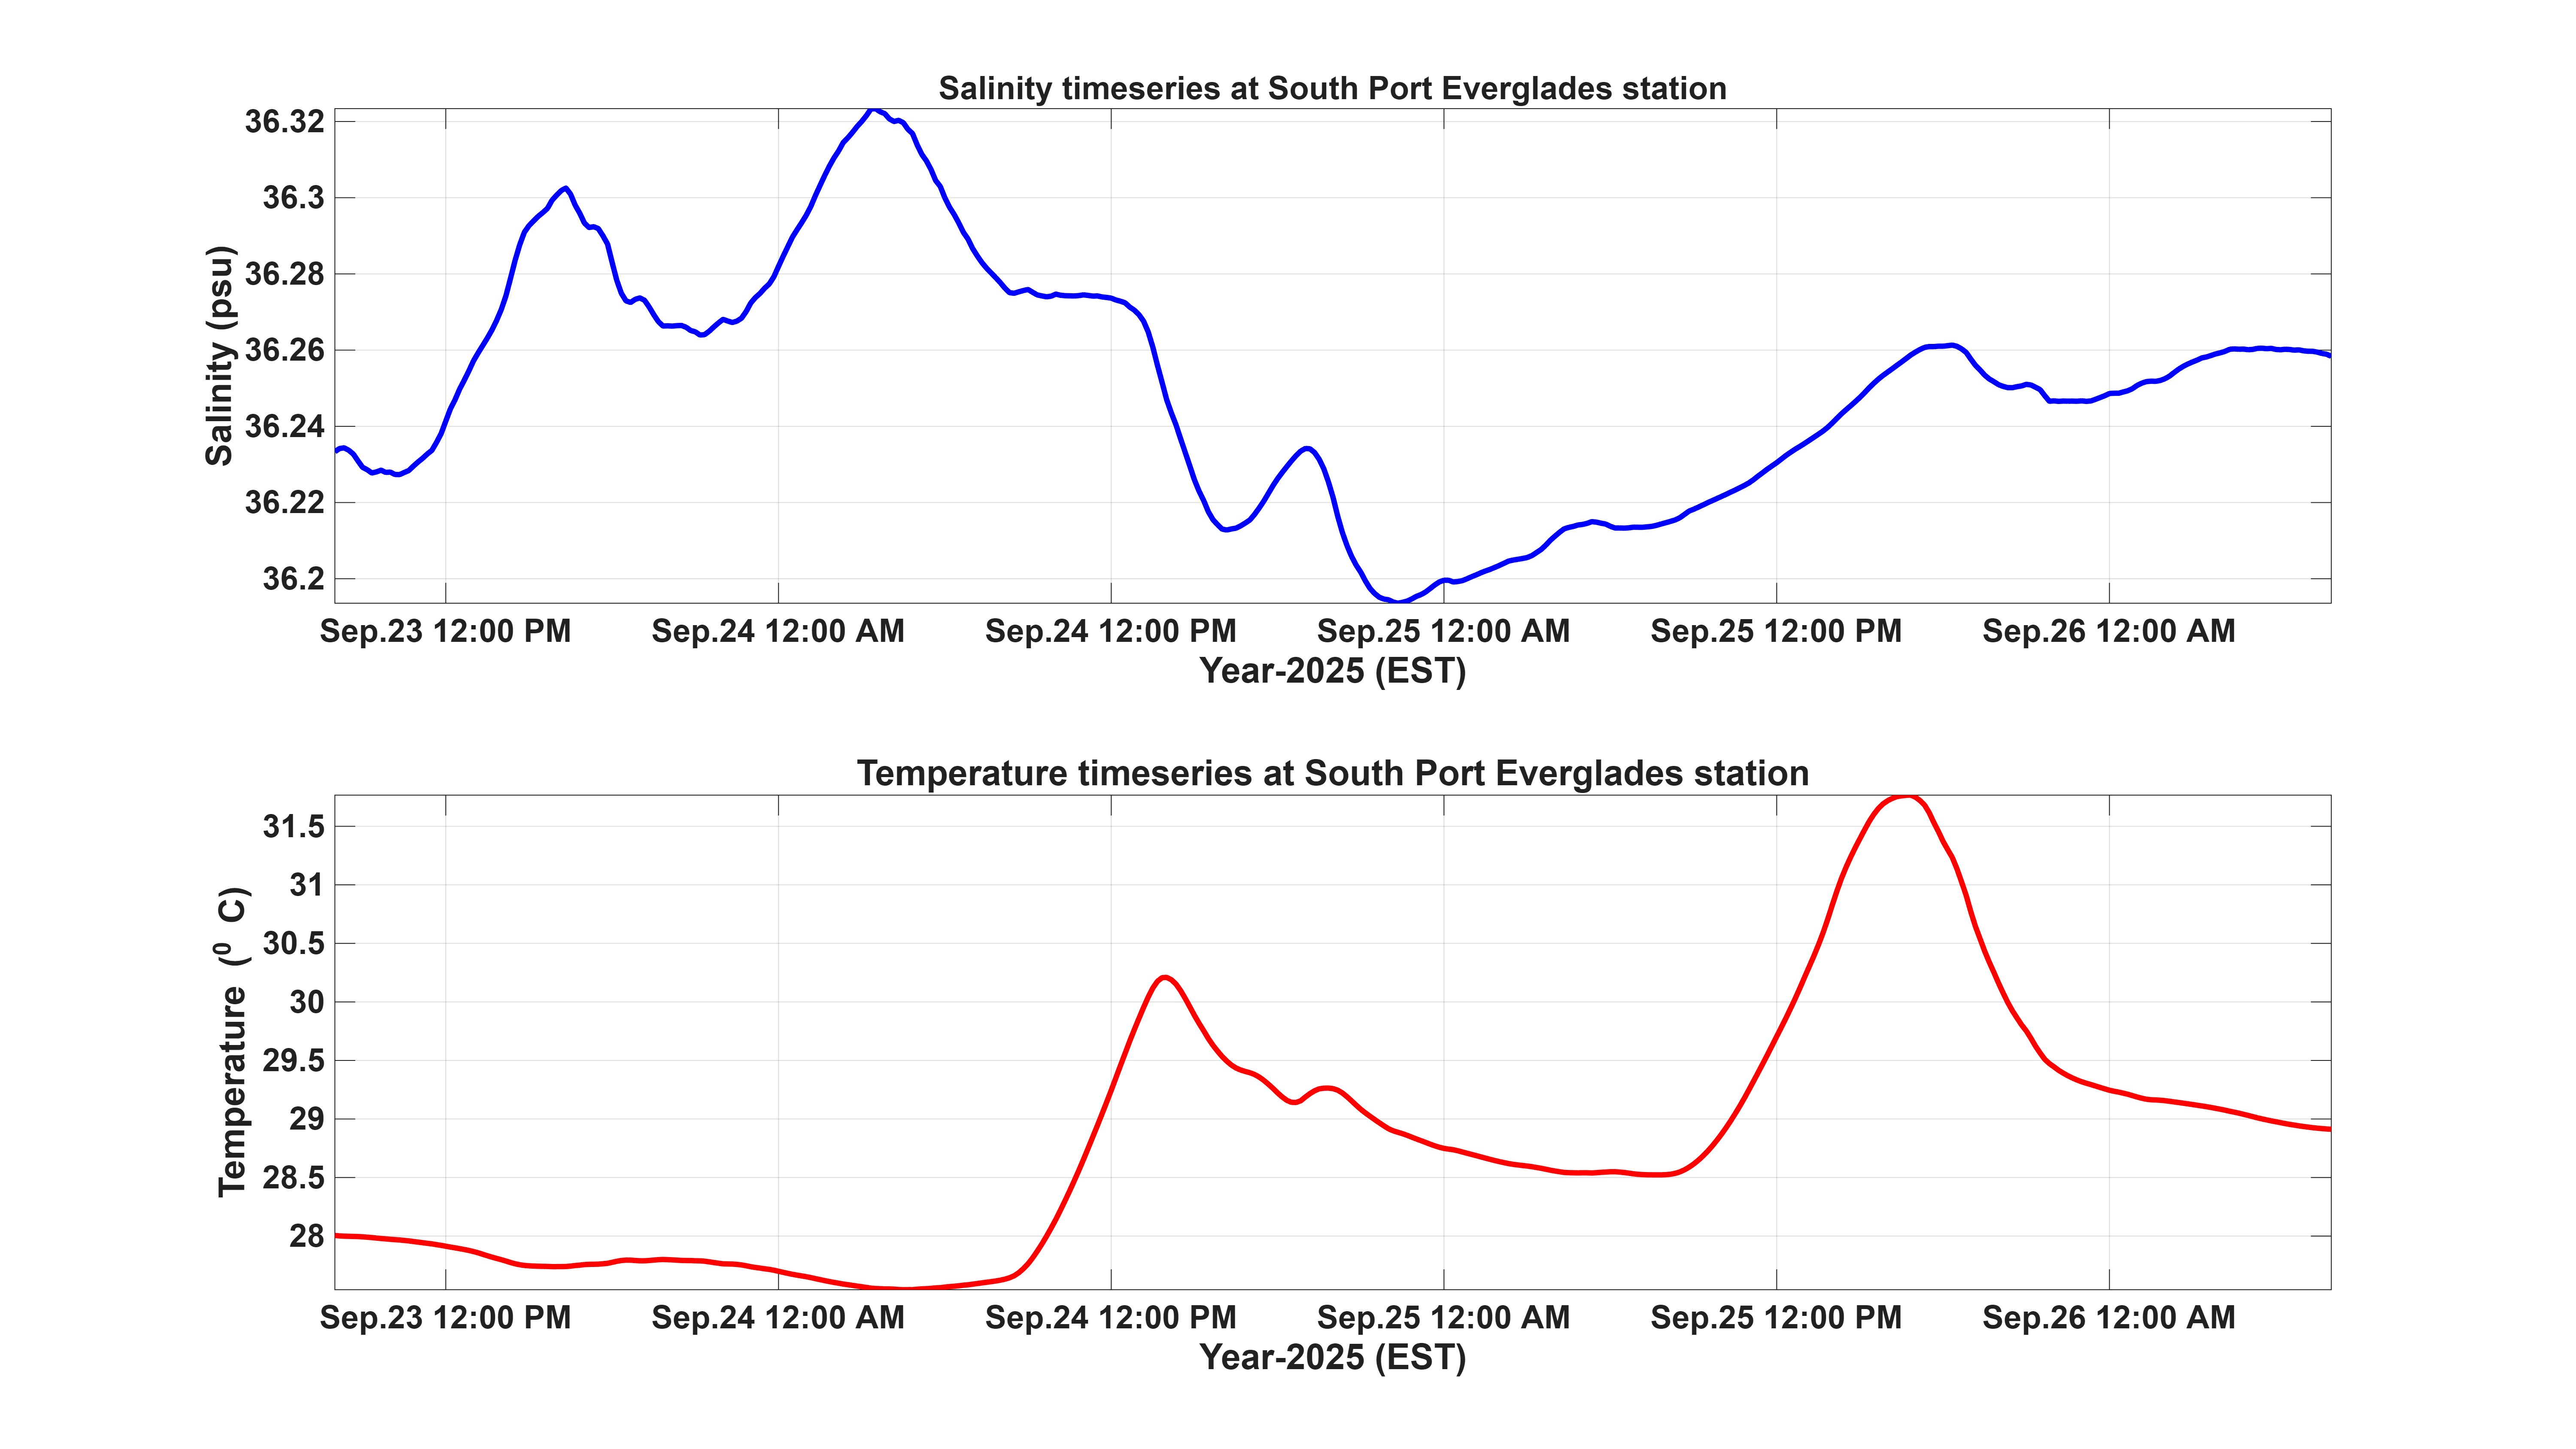 Salinity timeseries at South Port Everglades station
Salinity (psu)
36.32
36.3
36.28
36.26
36.24
36.22
36.2
Sep.23 12:00 PM Sep.24 12:00 AM Sep.24 12:00 PM Sep.25 12:00 AM Sep.25 12:00 PM Sep.26 12:00 AM
Year-2025 (EST)
Temperature timeseries at South Port Everglades station
Temperature (⁰ C)
31.5
31
30.5
30
29.5
29
28.5
28
Sep.23 12:00 PM Sep.24 12:00 AM Sep.24 12:00 PM Sep.25 12:00 AM Sep.25 12:00 PM Sep.26 12:00 AM
Year-2025 (EST)